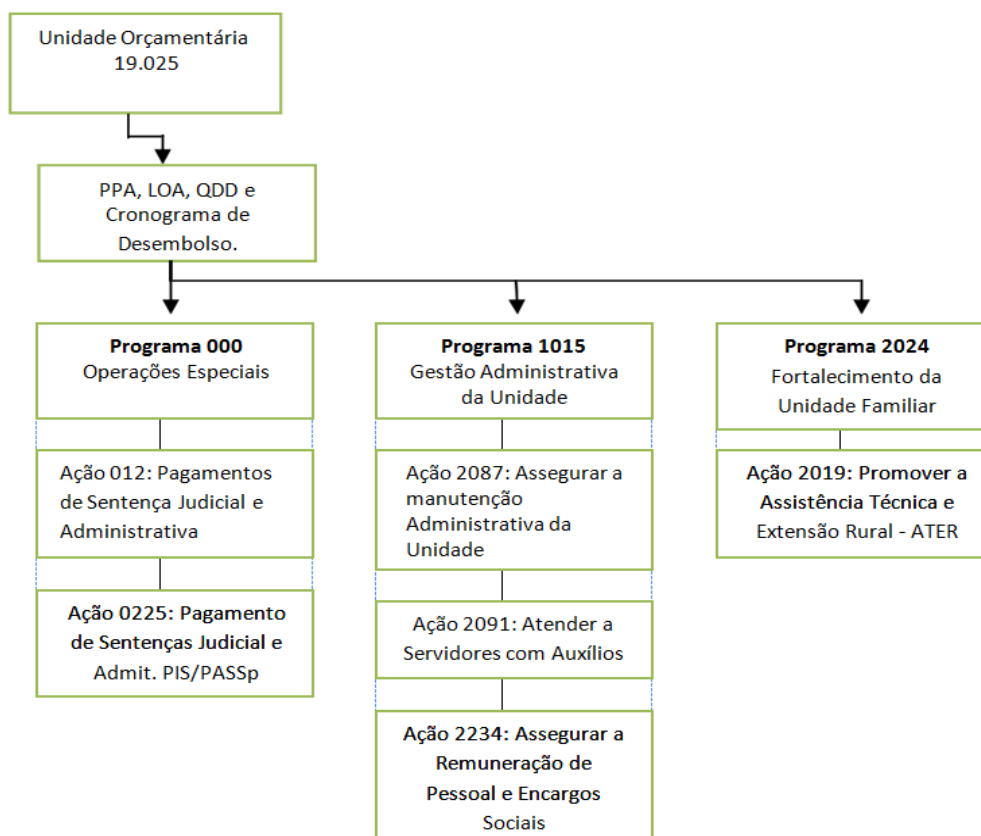 Unidade Orçamentária
19.025
PPA, LOA, QDD e
Cronograma de
Desembolso.
Programa 000
Operações Especiais
Ação 012: Pagamentos
de Sentença Judicial e
Administrativa
Ação 0225: Pagamento
de Sentenças Judicial e
Admit. PIS/PASSp
Programa 1015
Gestão Administrativa
da Unidade
Ação 2087: Assegurar a
manutenção
Administrativa da
Unidade
Ação 2091: Atender a
Servidores com Auxílios
Ação 2234: Assegurar a
Remuneração de
Pessoal e Encargos
Sociais
Programa 2024
Fortalecimento da
Unidade Familiar
Ação 2019: Promover a
Assistência Técnica e
Extensão Rural - ATER